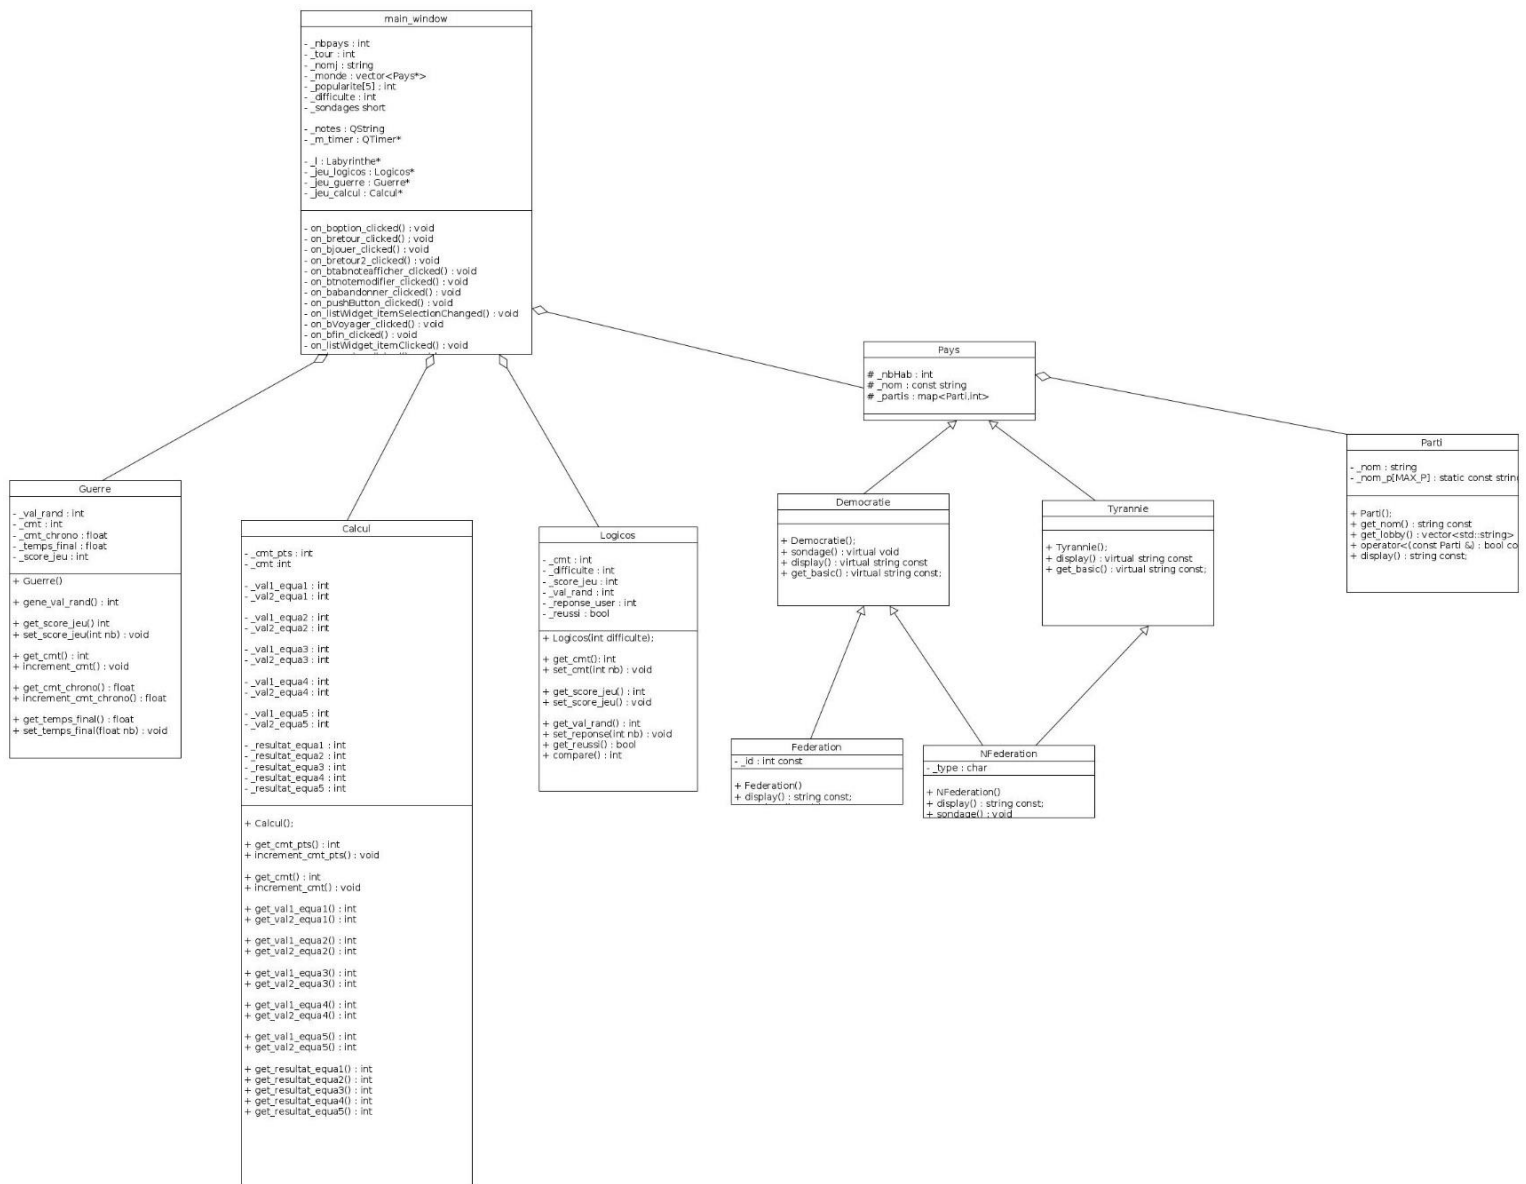 main_window
- _nbpays : int
- _tour : int
- _nomj : string
- _monde : vector<Pays*>
- _popularite[5] : int
- _difficulte : int
- _sondages short
- _notes : QString
- _m_timer : QTimer*
- _l : Labyrinthe*
- _jeu_logicos : Logicos*
- _jeu_guerre : Guerre*
- _jeu_calcul : Calcul*
- on_boption_clicked() : void
- on_bretour_clicked() : void
- on_bjouer_clicked() : void
- on_bretour2_clicked() : void
- on_btabnoteafficher_clicked() : void
- on_btnotemodifier_clicked() : void
- on_babandonner_clicked() : void
- on_pushButton_clicked() : void
- on_listWidget_itemSelectionChanged() : void
- on_bVoyager_clicked() : void
- on_bfin_clicked() : void
- on_listWidget_itemClicked() : void
Pays
# _nbHab : int
# _nom : const string
# _partis : map<Parti,int>
Parti
- _nom : string
- _nom_p[MAX_P] : static const strin
+ Parti();
+ get_nom() : string const
+ get_lobby() : vector<std::string>
+ operator<(const Parti &) : bool co
+ display() : string const;
Guerre
- _val_rand : int
- _cmt : int
- _cmt_chrono : float
- _temps_final : float
- _score_jeu : int
+ Guerre()
+ gene_val_rand() : int
+ get_score_jeu() int
+ set_score_jeu(int nb) : void
+ get_cmt() : int
+ increment_cmt() : void
+ get_cmt_chrono() : float
+ increment_cmt_chrono() : float
+ get_temps_final() : float
+ set_temps_final(float nb) : void
Calcul
- _cmt_pts : int
- _cmt :int
- _val1_equa1 : int
- _val2_equa1 : int
- _val1_equa2 : int
- _val2_equa2 : int
- _val1_equa3 : int
- _val2_equa3 : int
- _val1_equa4 : int
- _val2_equa4 : int
- _val1_equa5 : int
- _val2_equa5 : int
- _resultat_equa1 : int
- _resultat_equa2 : int
- _resultat_equa3 : int
- _resultat_equa4 : int
- _resultat_equa5 : int
+ Calcul();
+ get_cmt_pts() : int
+ increment_cmt_pts() : void
+ get_cmt() : int
+ increment_cmt() : void
+ get_val1_equa1() : int
+ get_val2_equa1() : int
+ get_val1_equa2() : int
+ get_val2_equa2() : int
+ get_val1_equa3() : int
+ get_val2_equa3() : int
+ get_val1_equa4() : int
+ get_val2_equa4() : int
+ get_val1_equa5() : int
+ get_val2_equa5() : int
+ get_resultat_equa1() : int
+ get_resultat_equa2() : int
+ get_resultat_equa3() : int
+ get_resultat_equa4() : int
+ get_resultat_equa5() : int
Logicos
- _cmt : int
- _difficulte : int
- _score_jeu : int
- _val_rand : int
- _reponse_user : int
- _reussi : bool
+ Logicos(int difficulte);
+ get_cmt(): int
+ set_cmt(int nb) : void
+ get_score_jeu() : int
+ set_score_jeu() : void
+ get_val_rand() : int
+ set_reponse(int nb) : void
+ get_reussi() : bool
+ compare() : int
Democratie
+ Democratie();
+ sondage() : virtual void
+ display() : virtual string const
+ get_basic() : virtual string const;
Tyrannie
+ Tyrannie();
+ display() : virtual string const
+ get_basic() : virtual string const;
Federation
- _id : int const
+ Federation()
+ display() : string const;
NFederation
- _type : char
+ NFederation()
+ display() : string const;
+ sondage() : void